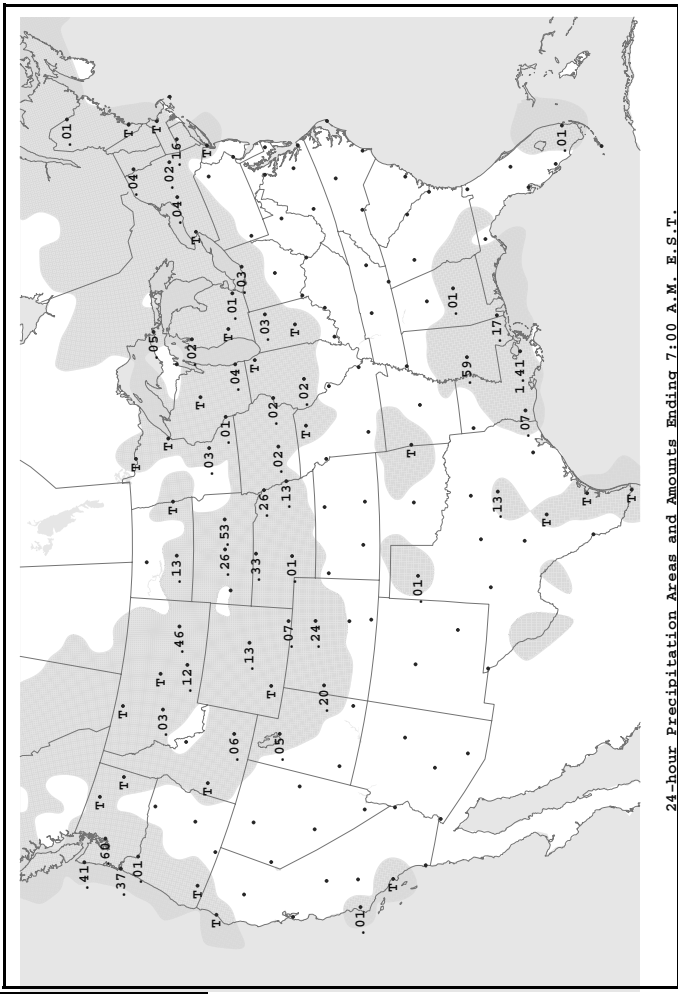 .01
.41
T
.60
.37
T
T
T
.04
.01
T
.05
T
T
.03
T
.02
T
.13
.16
.04
.46
.12
.02
T
T
T
T
T
.03
T
.26 .53
.01
T
.01
.06
.04
.03
.13
T
.33
.26
.03
T
.02
.02
.05
.13
.07
.01
T
.02
T
.24
.20
.01
T
T
.01
.01
.59
.17
.13
1.41
.07
T
.01
T
T
24-hour Precipitation Areas and Amounts Ending 7:00 A.M. E.S.T.